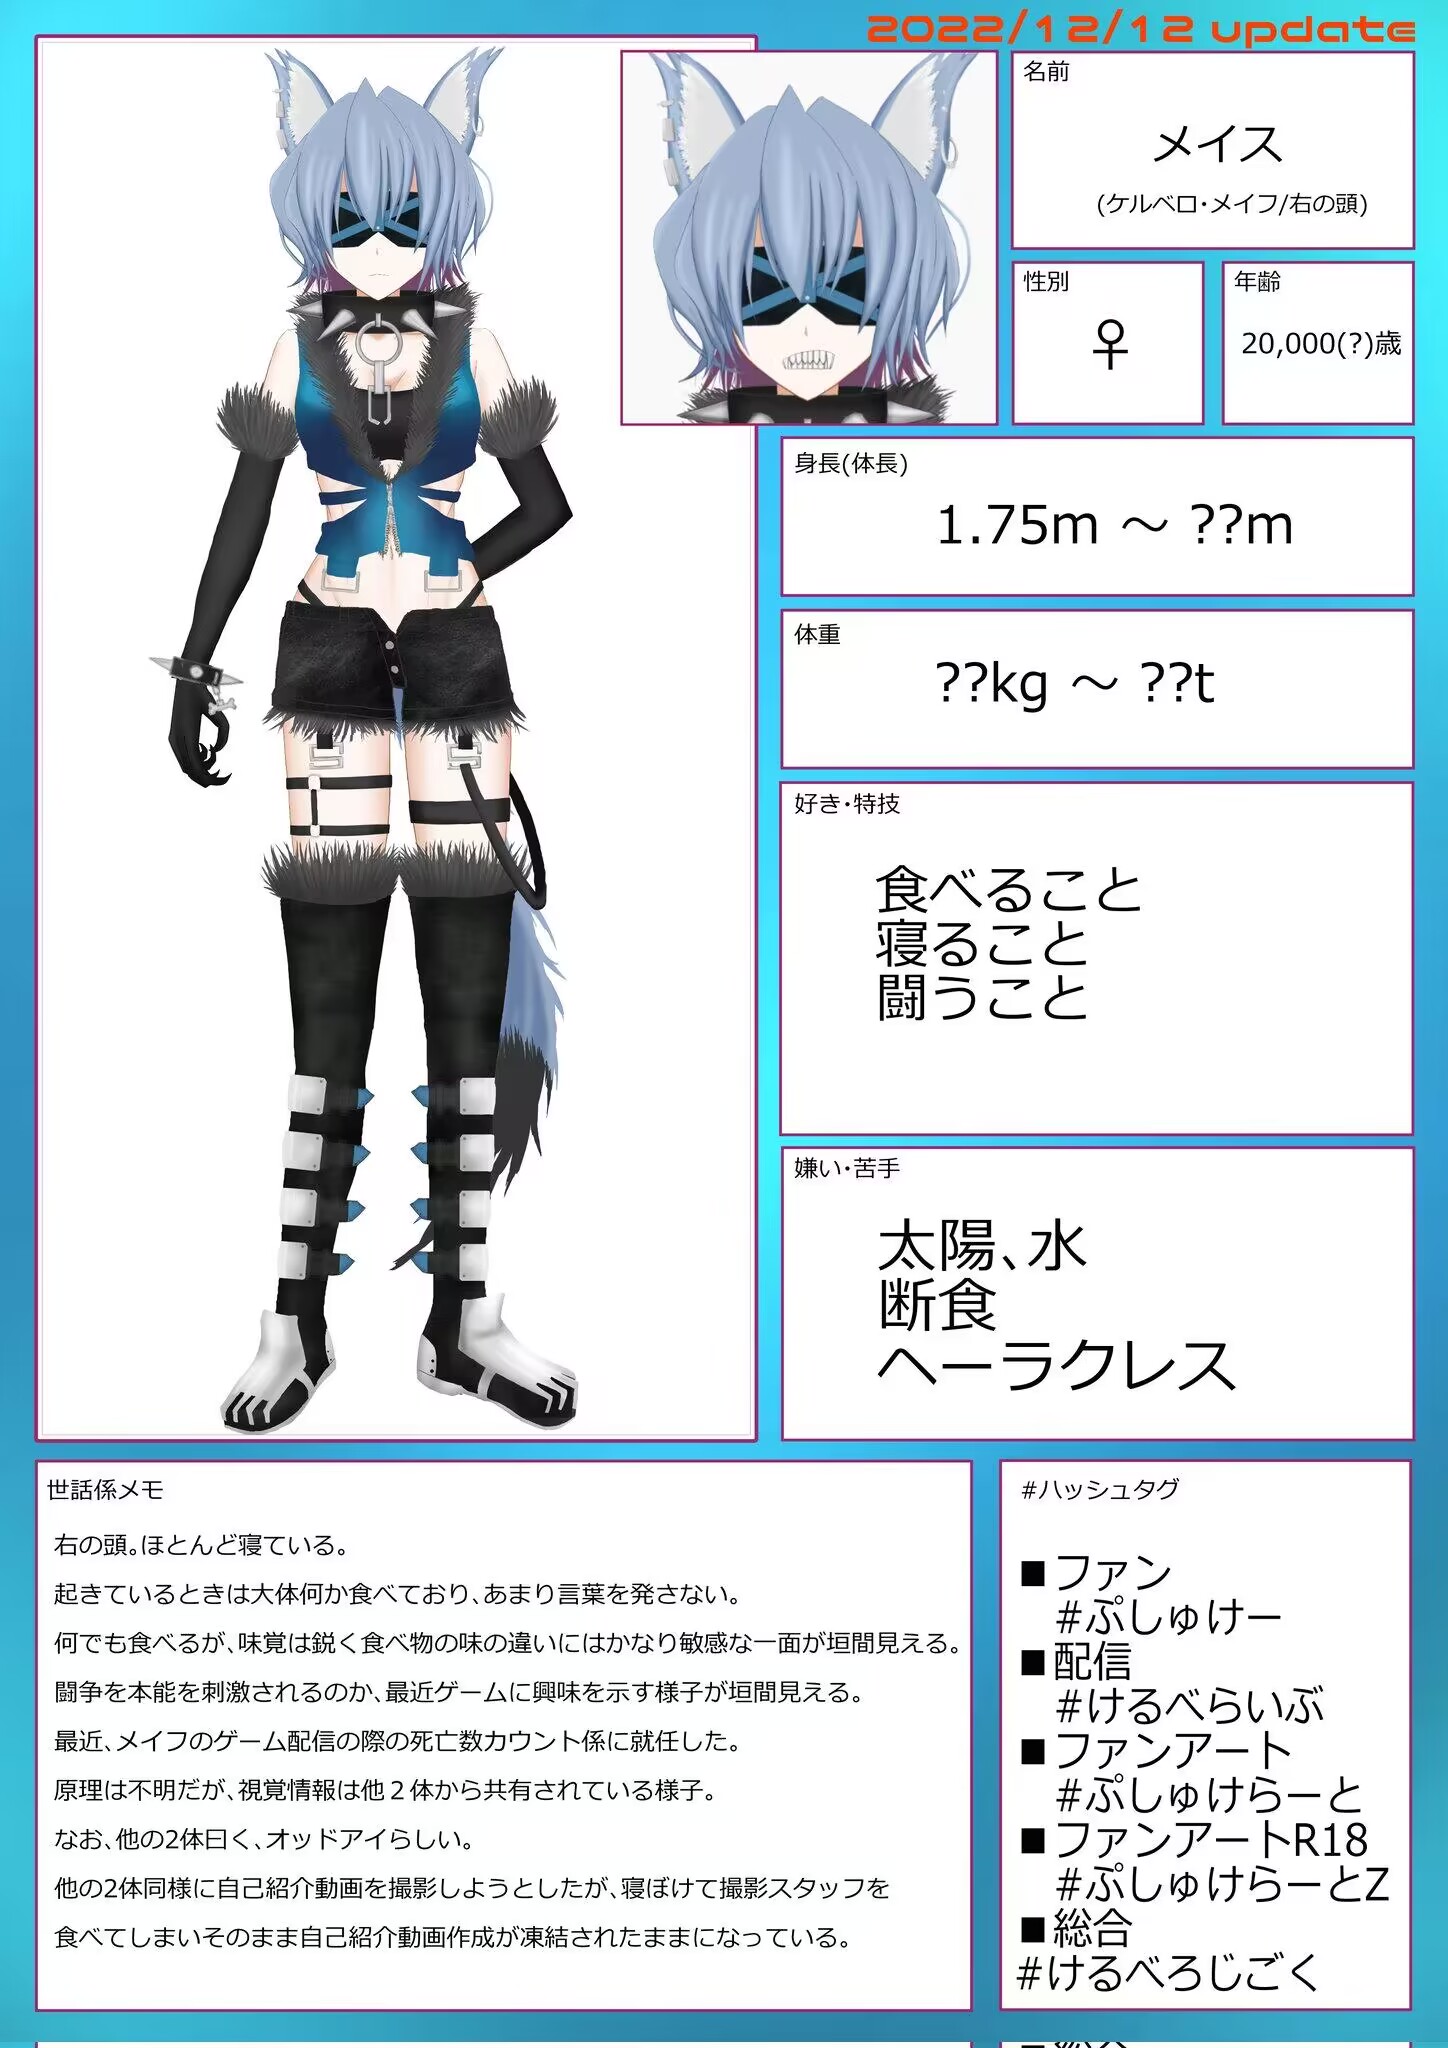 2022/12/12 update
名前
メイス
(ケルベロ・メイフ/右の頭)
性別
♀
年齢
20,000(?)歳
身長(体長)
1.75m ～ ??m
体重
??kg ～ ??t
好き・特技
食べること
寝ること
闘うこと
嫌い・苦手
太陽、水
断食
ヘーラクレス
世話係メモ
右の頭。ほとんど寝ている。
起きているときは大体何か食べており、あまり言葉を発さない。
何でも食べるが、味覚は鋭く食べ物の味の違いにはかなり敏感な一面が垣間見える。
闘争を本能を刺激されるのか、最近ゲームに興味を示す様子が垣間見える。
最近、メイフのゲーム配信の際の死亡数カウント係に就任した。
原理は不明だが、視覚情報は他２体から共有されている様子。
なお、他の2体曰く、オッドアイらしい。
他の2体同様に自己紹介動画を撮影しようとしたが、寝ぼけて撮影スタッフを
食べてしまいそのまま自己紹介動画作成が凍結されたままになっている。
#ハッシュタグ
■ファン
#ぷしゅけー
■配信
#けるべらいぶ
■ファンアート
#ぷしゅけらーと
■ファンアートR18
#ぷしゅけらーとZ
■総合
#けるべろじごく